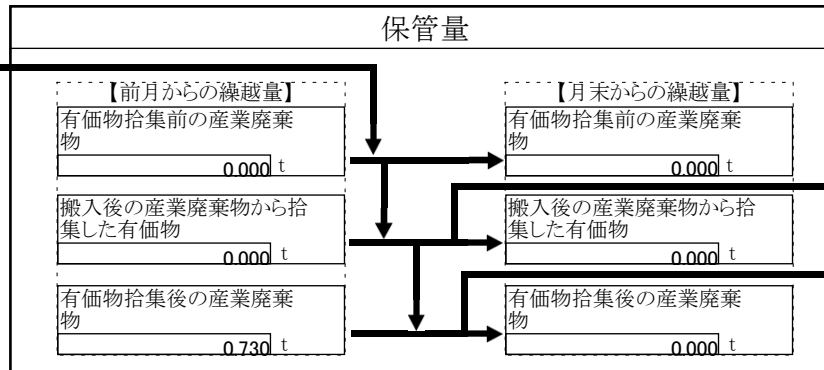 保管量
【前月からの繰越量】
有価物拾集前の産業廃棄
物
0.000 t
搬入後の産業廃棄物から拾
集した有価物
0.000 t
有価物拾集後の産業廃棄
物
0.730 t
【月末からの繰越量】
有価物拾集前の産業廃棄
物
0.000 t
搬入後の産業廃棄物から拾
集した有価物
0.000 t
有価物拾集後の産業廃棄
物
0.000 t